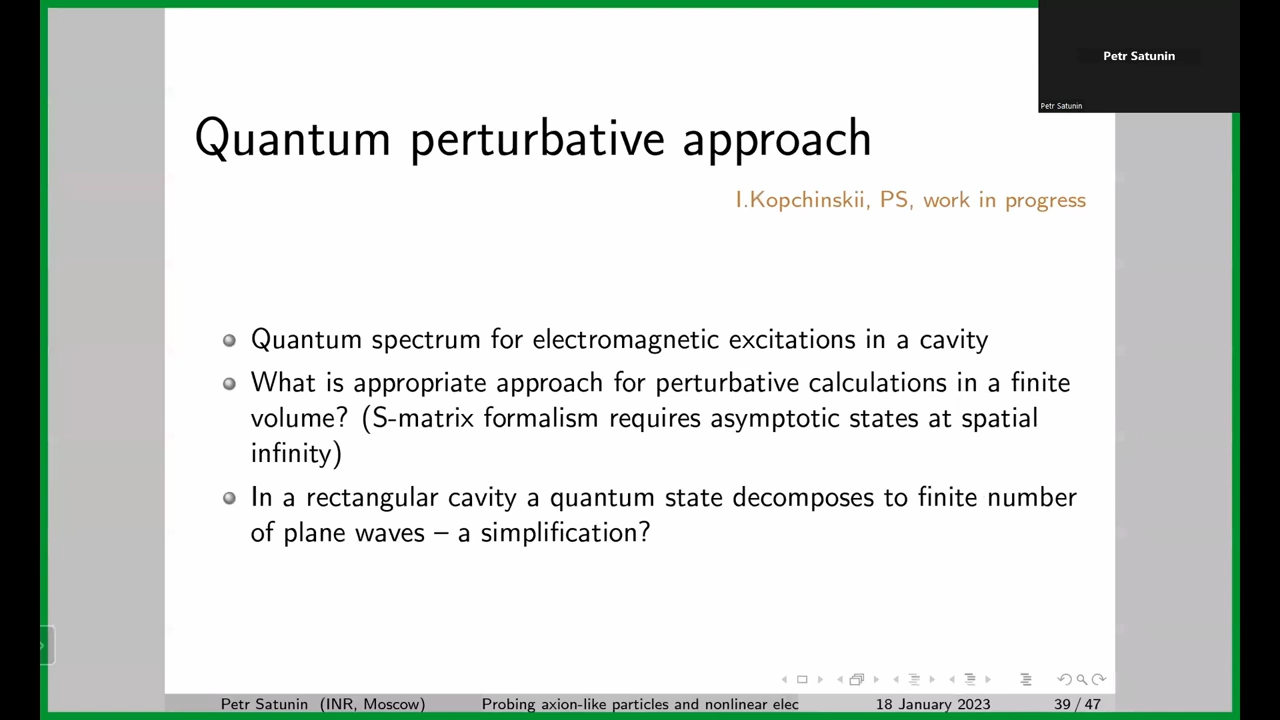 Petr Satunin
Petr Satunin
Quantum perturbative approach
I.Kopchinskii, PS, work in progress
Quantum spectrum for electromagnetic excitations in a cavity
What is appropriate approach for perturbative calculations in a finite
volume? (S-matrix formalism requires asymptotic states at spatial
infinity)
In a rectangular cavity a quantum state decomposes to finite number
of plane waves – a simplification?
Petr Satunin (INR, Moscow) Probing axion-like particles and nonlinear elec 18 January 2023 39 / 47